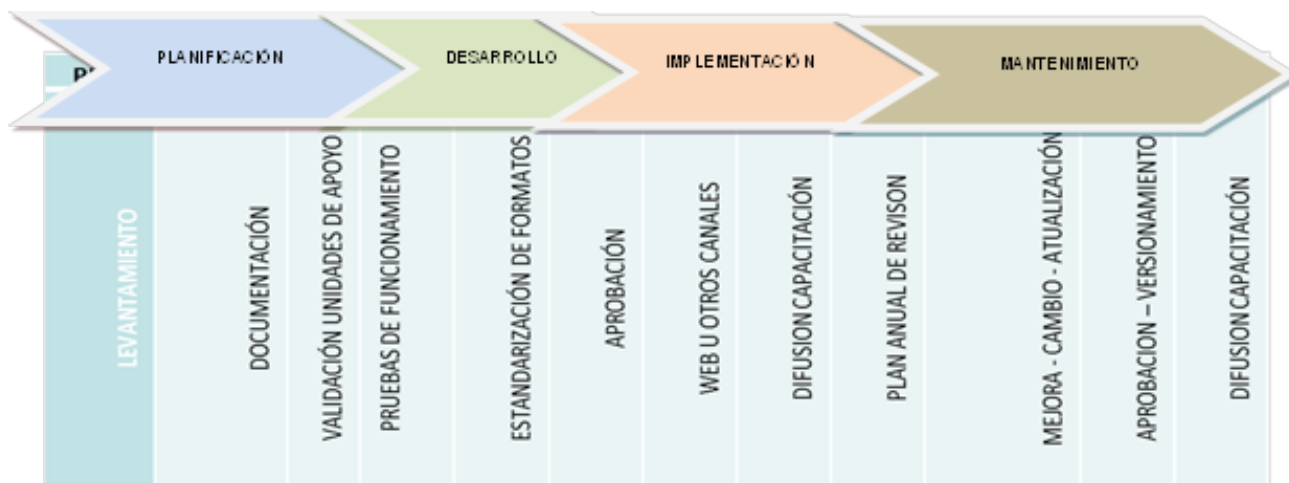 PLANIFICACIÓN
DESARROLLO
IMPLEMENTACIÓN
MANTENIMIENTO
LEVANTAMIENTO
DOCUMENTACIÓN
VALIDACIÓN UNIDADES DE APOYO
PRUEBAS DE FUNCIONAMIENTO
ESTANDARIZACIÓN DE FORMATOS
APROBACIÓN
WEB U OTROS CANALES
DIFUSION CAPACITACIÓN
PLAN ANUAL DE REVISON
MEJORA - CAMBIO - ATUALIZACIÓN
APROBACION – VERSIONAMIENTO
DIFUSION CAPACITACIÓN